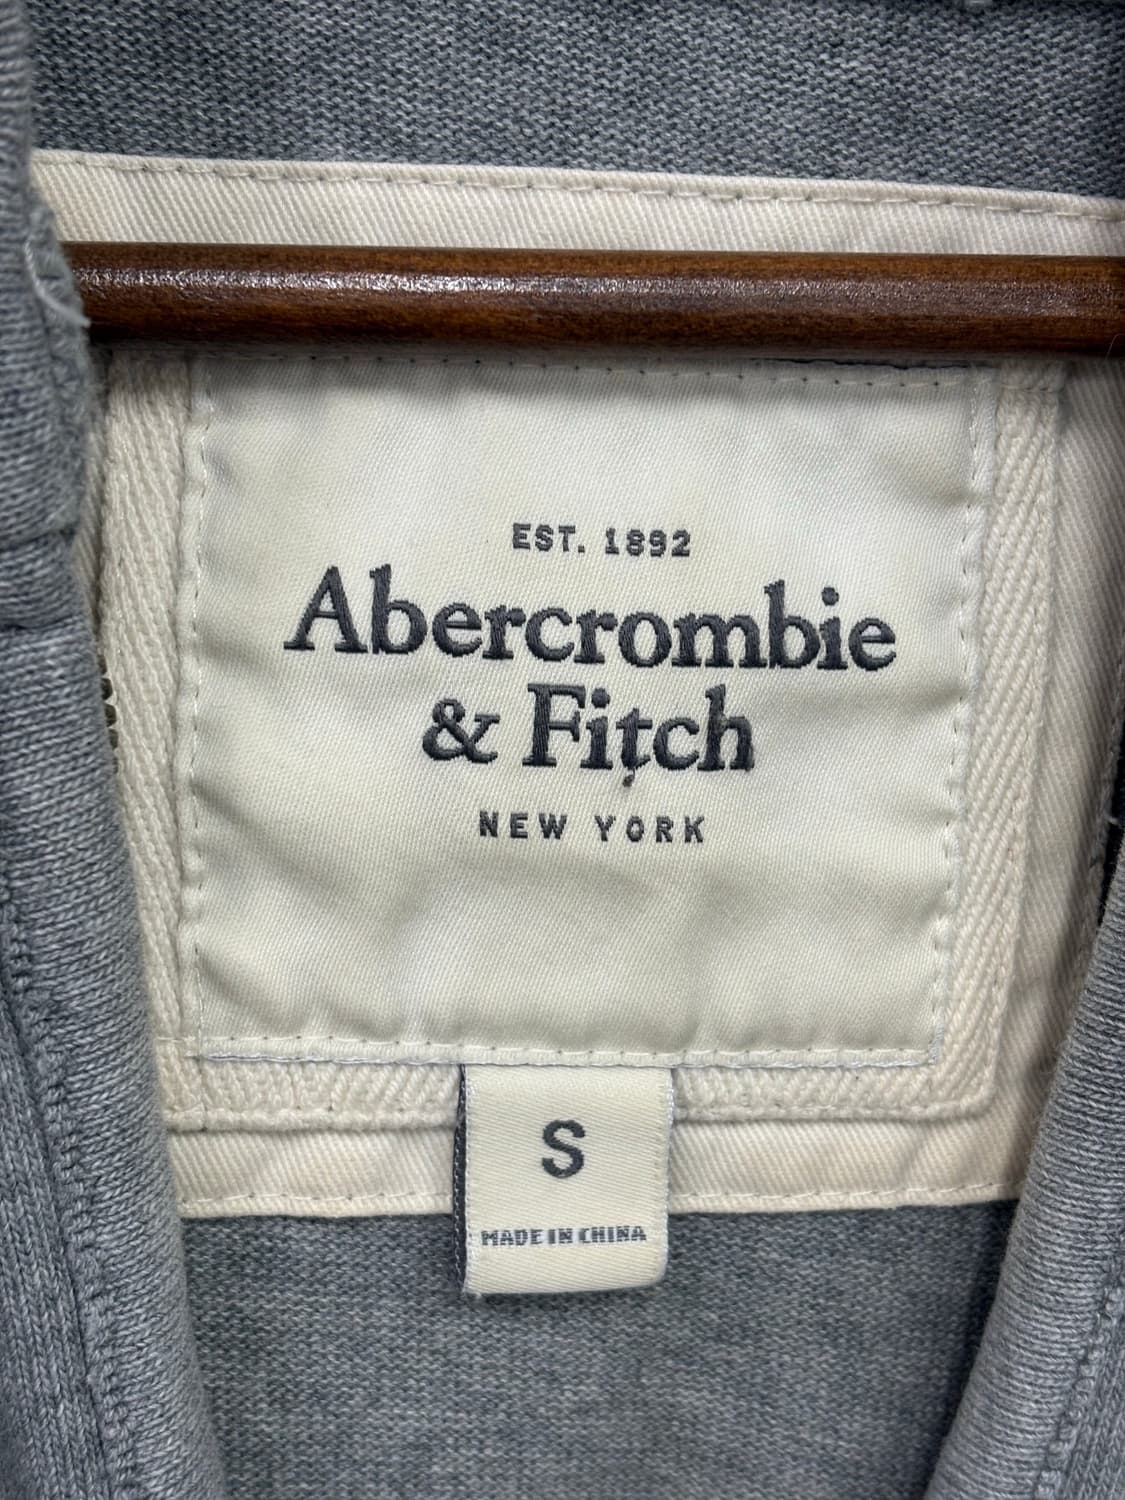 EST. 1892
Abercrombie
& Fitch
NEW YORK
S
MADE IN CHINA